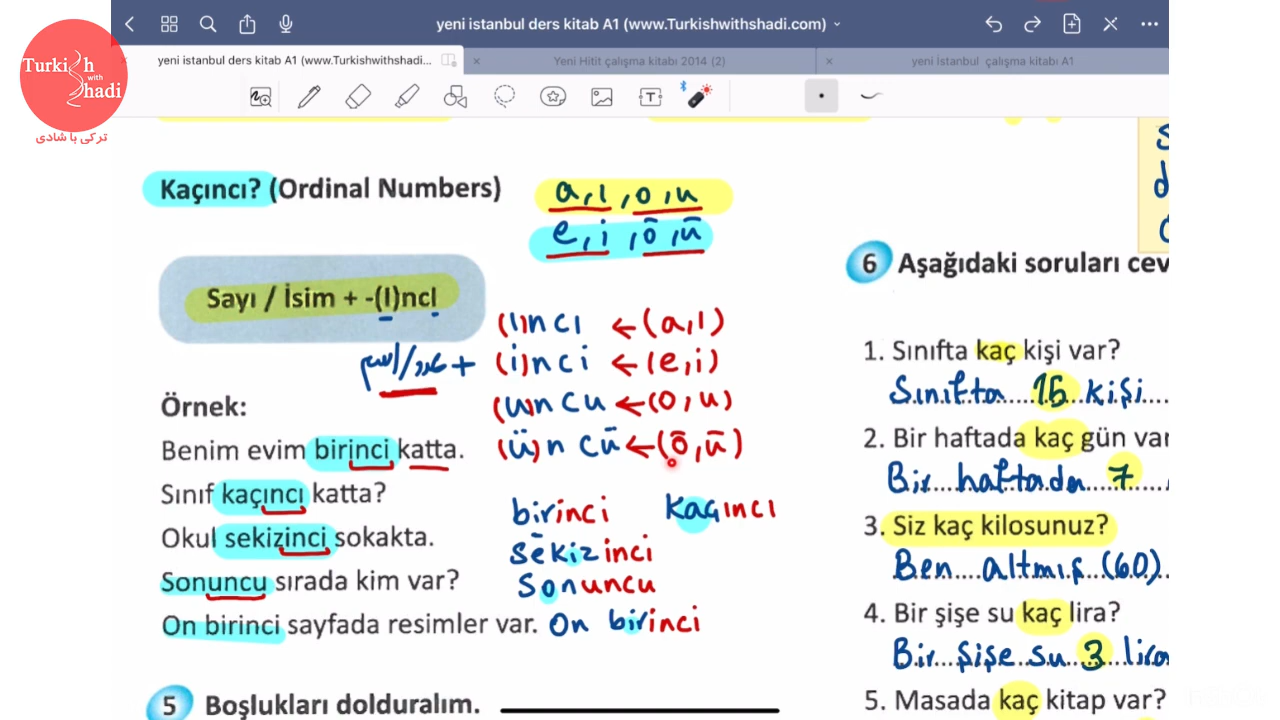 yeni istanbul ders kitab A1 (www.Turkishwithshadi.com)
Turkish
with
Shadi
ترکی با شادی
yeni istanbul ders kitab A1 (www.Turkishwithshadi...
Yeni Hitit çalışma kitabı 2014 (2)
yeni İstanbul çalışma kitabı A1
Kaçıncı? (Ordinal Numbers)
a, ı, o, u
e, i, ö, ü
Sayı / İsim + -(I)ncI
(ı)ncı ← (a, ı)
عدد/اسم + (i)nci ← (e, i)
(u)ncu ← (o, u)
(ü)ncü ← (ö, ü)
Örnek:
Benim evim birinci katta.
Sınıf kaçıncı katta?
Okul sekizinci sokakta.
Sonuncu sırada kim var?
On birinci sayfada resimler var.
birinci Kaçıncı
Sekizinci
Sonuncu
On birinci
5 Boşlukları dolduralım.
6 Aşağıdaki soruları cev
1. Sınıfta kaç kişi var?
Sınıfta 15 kişi
2. Bir haftada kaç gün var
Bir haftada 7
3. Siz kaç kilosunuz?
Ben altmış (60)
4. Bir şişe su kaç lira?
Bir şişe su 3 lira
5. Masada kaç kitap var?